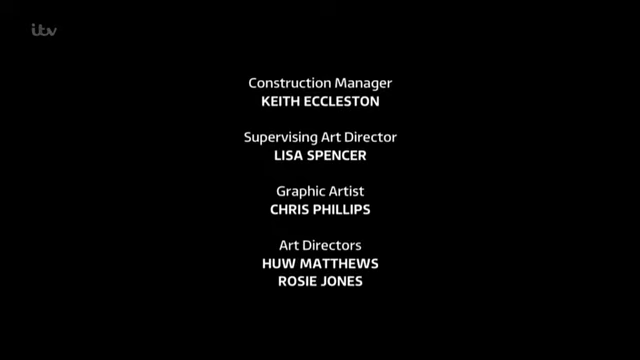 itv
Construction Manager
KEITH ECCLESTON
Supervising Art Director
LISA SPENCER
Graphic Artist
CHRIS PHILLIPS
Art Directors
HUW MATTHEWS
ROSIE JONES